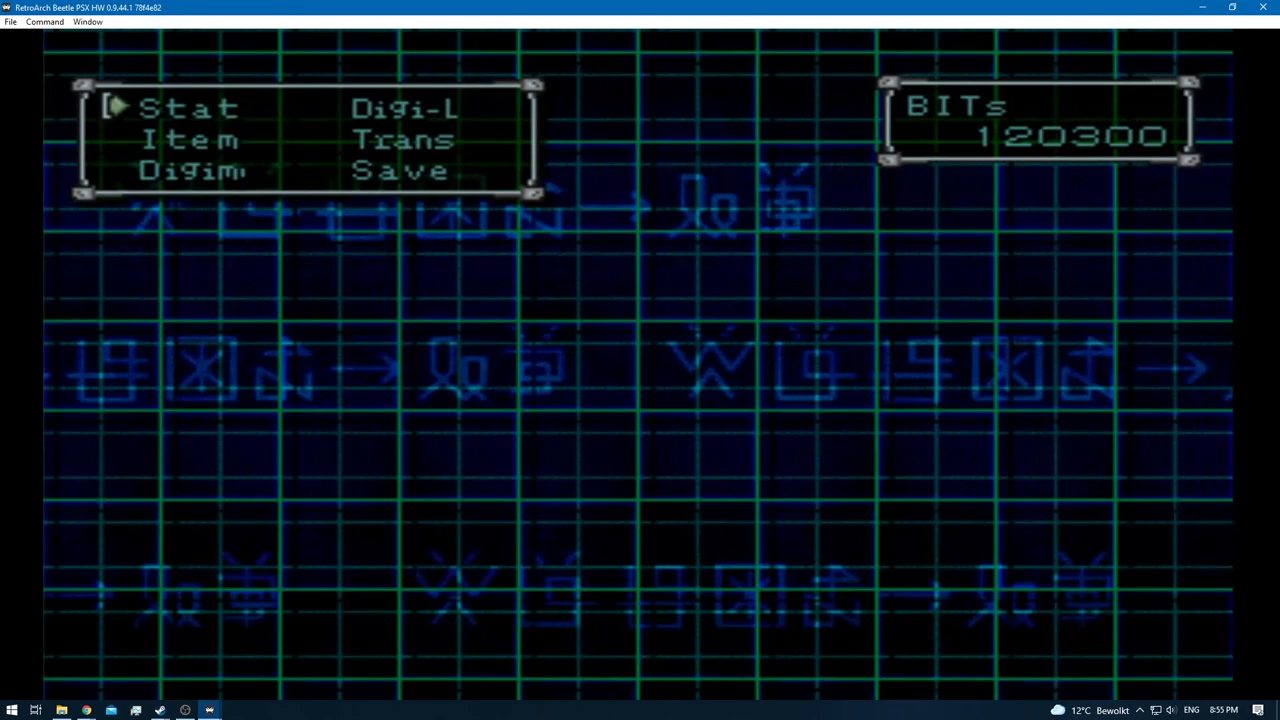 RetroArch Beetle PSX HW 0.9.44.1 78f4e82
File Command Window
Stat Digi-L
Item Trans
Digim
Save
BITs
120300
12°C Bewolkt
ENG
8:55 PM